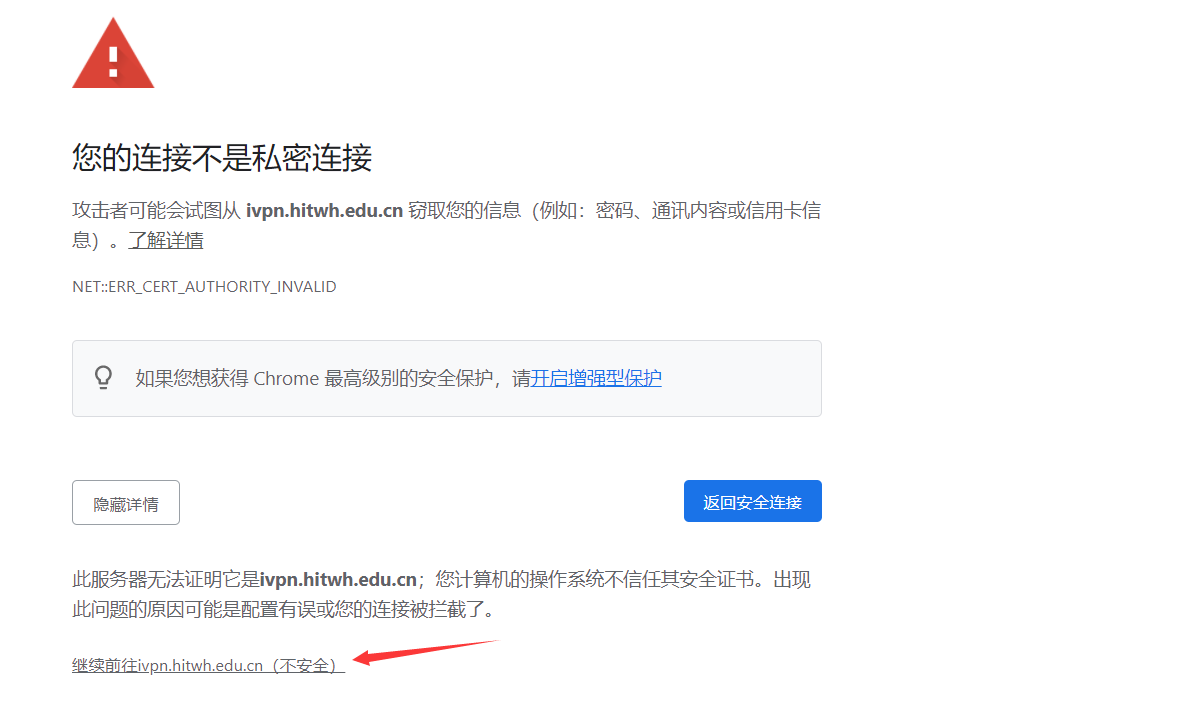 您的连接不是私密连接
攻击者可能会试图从 ivpn.hitwh.edu.cn 窃取您的信息（例如：密码、通讯内容或信用卡信
息）。了解详情
NET::ERR_CERT_AUTHORITY_INVALID
如果您想获得 Chrome 最高级别的安全保护，请开启增强型保护
隐藏详情
返回安全连接
此服务器无法证明它是ivpn.hitwh.edu.cn；您计算机的操作系统不信任其安全证书。出现
此问题的原因可能是配置有误或您的连接被拦截了。
继续前往ivpn.hitwh.edu.cn（不安全）